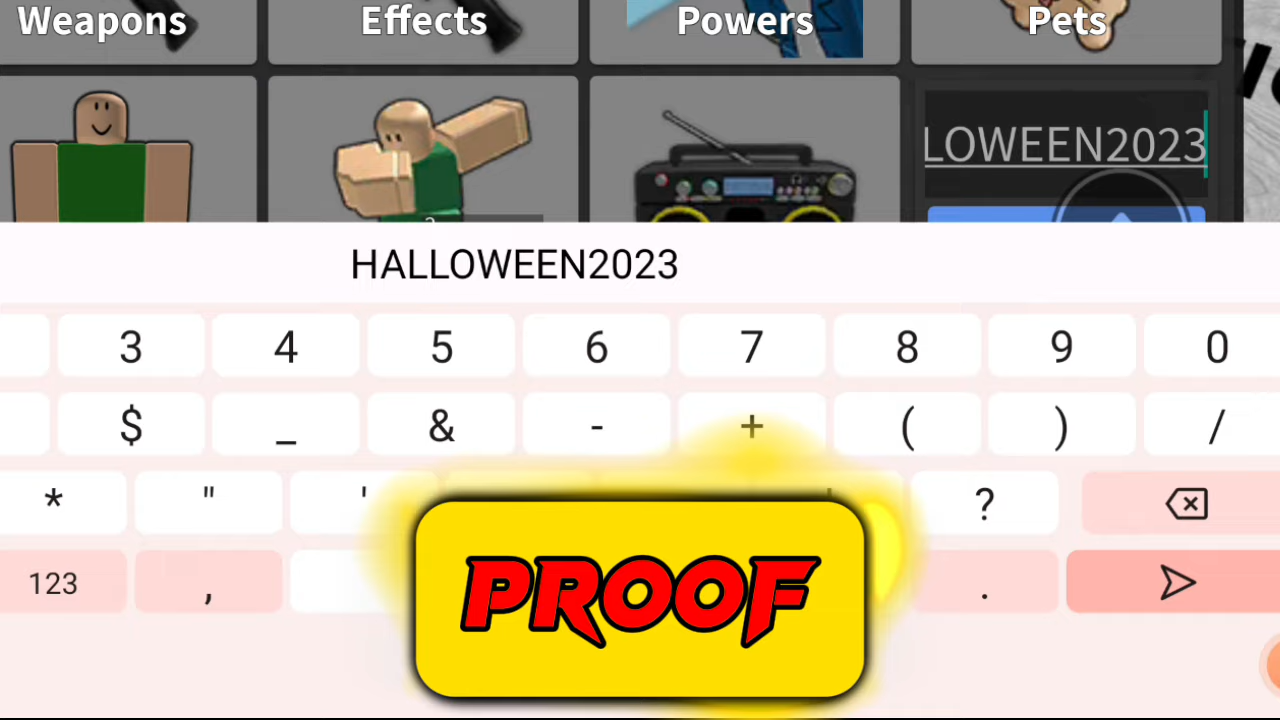 Weapons Effects Powers Pets
LOWEEN2023
HALLOWEEN2023
3 4 5 6 7 8 9 0
$ _ & - + ( ) /
* " ' ?
123 , .
PROOF